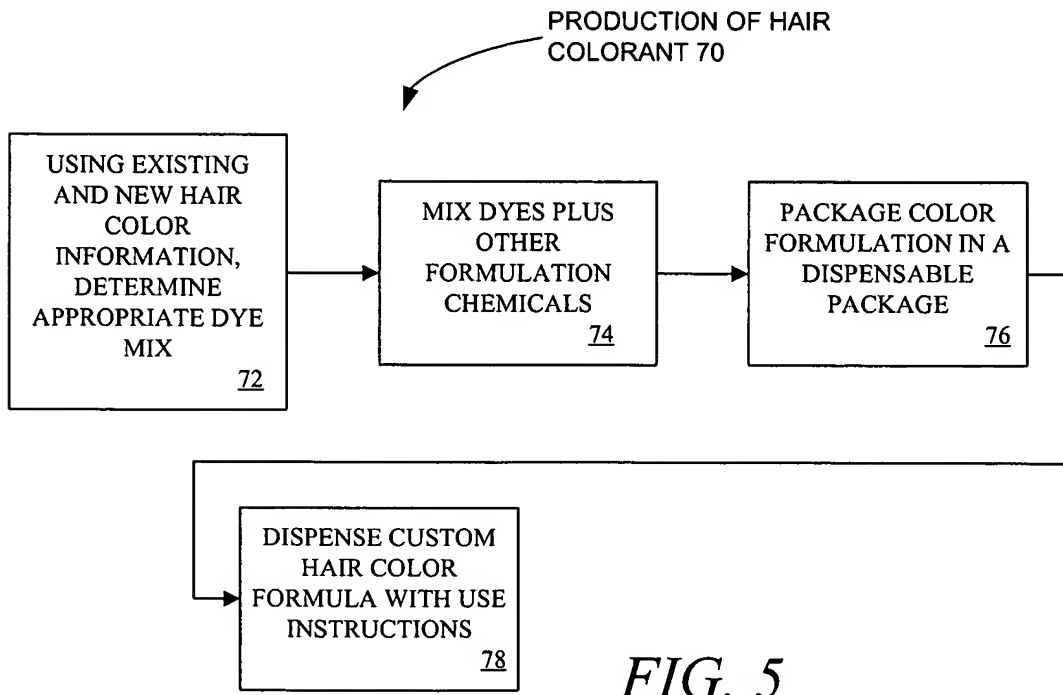 PRODUCTION OF HAIR
COLORANT 70
USING EXISTING
AND NEW HAIR
COLOR
INFORMATION,
DETERMINE
APPROPRIATE DYE
MIX
72
MIX DYES PLUS
OTHER
FORMULATION
CHEMICALS
74
PACKAGE COLOR
FORMULATION IN A
DISPENSABLE
PACKAGE
76
DISPENSE CUSTOM
HAIR COLOR
FORMULA WITH USE
INSTRUCTIONS
78
FIG. 5